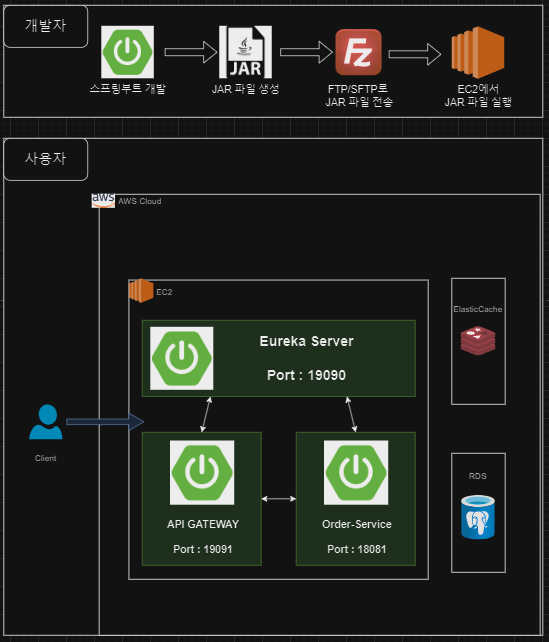 개발자
스프링부트 개발
JAR
JAR 파일 생성
Fz
FTP/SFTP로
JAR 파일 전송
EC2에서
JAR 파일 실행
사용자
aws
AWS Cloud
EC2
ElasticCache
Eureka Server
Port : 19090
Client
API GATEWAY
Port : 19091
Order-Service
Port : 18081
RDS